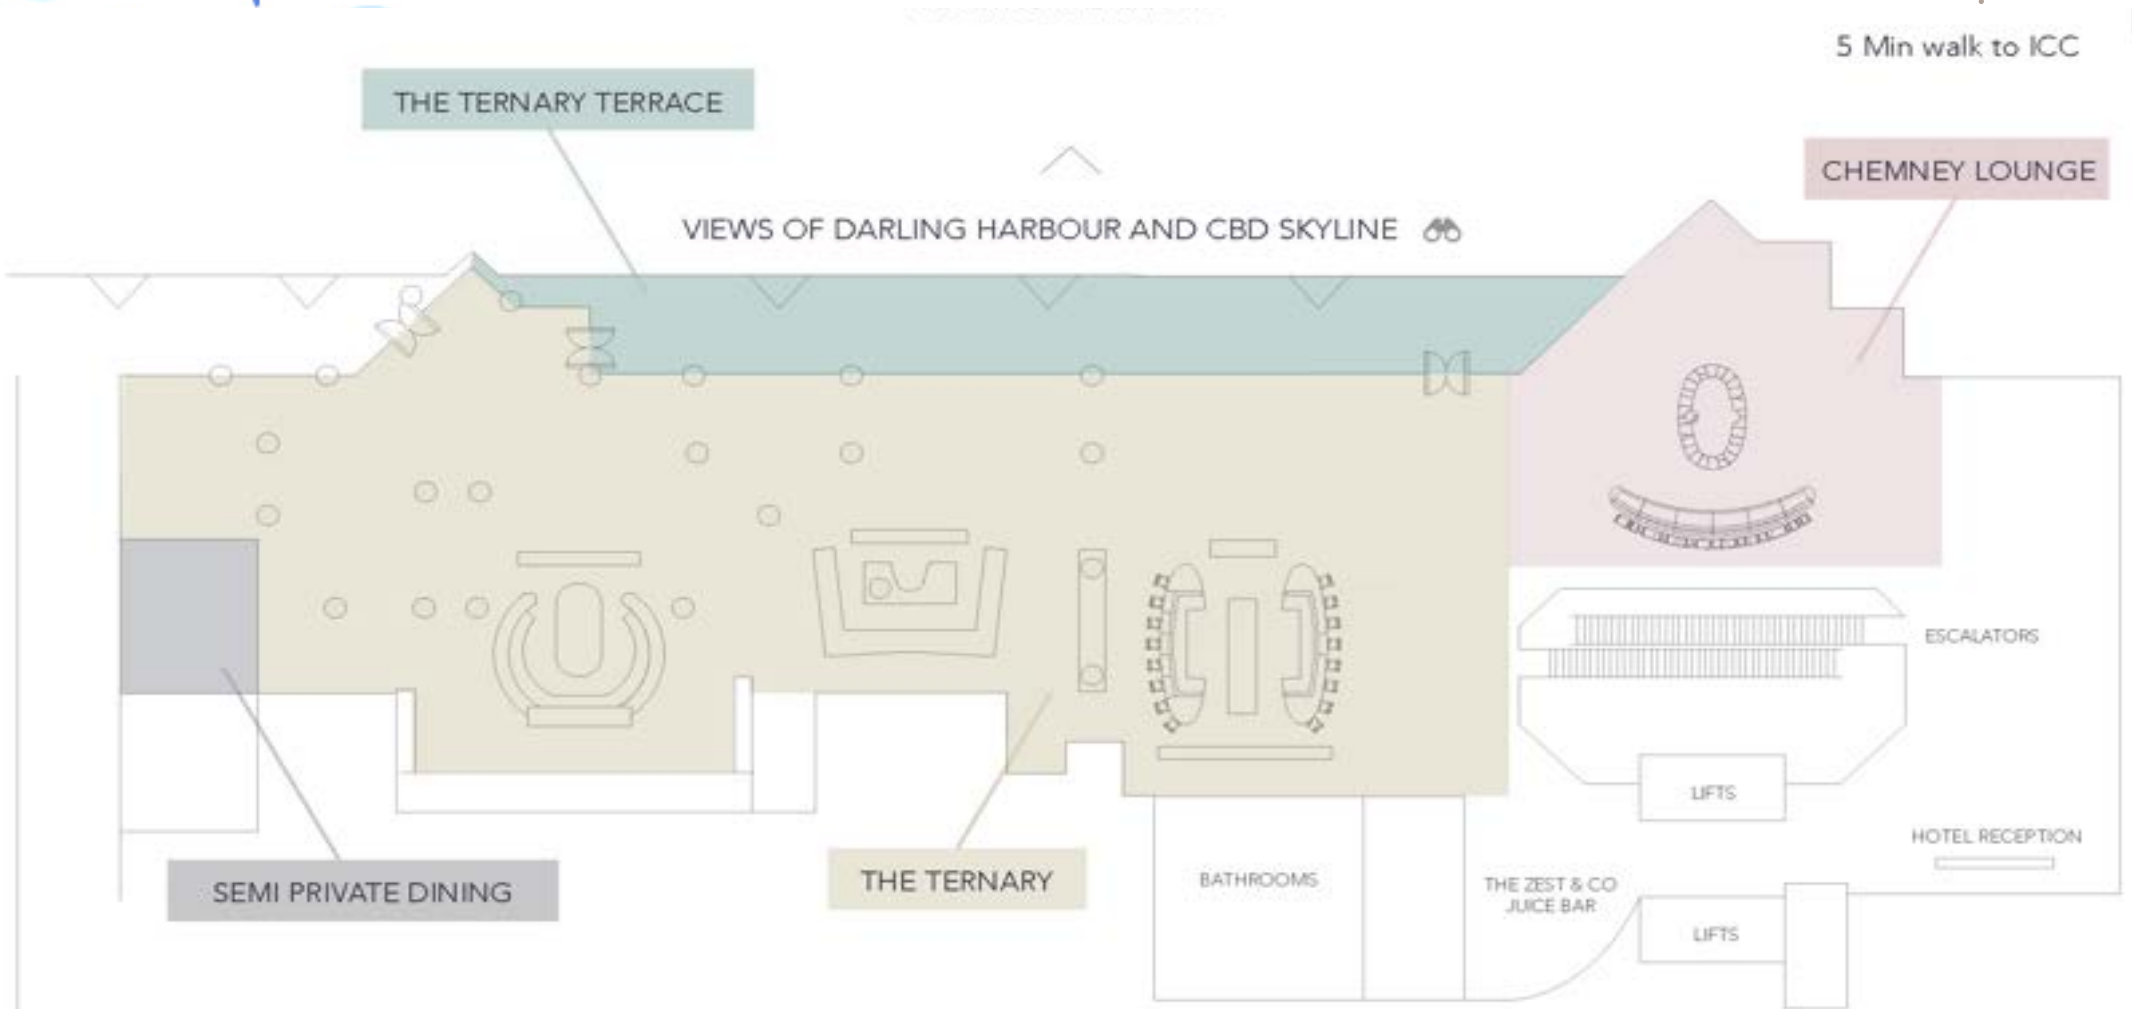 5 Min walk to ICC
THE TERNARY TERRACE
CHEMNEY LOUNGE
VIEWS OF DARLING HARBOUR AND CBD SKYLINE
ESCALATORS
LIFTS
HOTEL RECEPTION
SEMI PRIVATE DINING
THE TERNARY
BATHROOMS
THE ZEST & CO
JUICE BAR
LIFTS